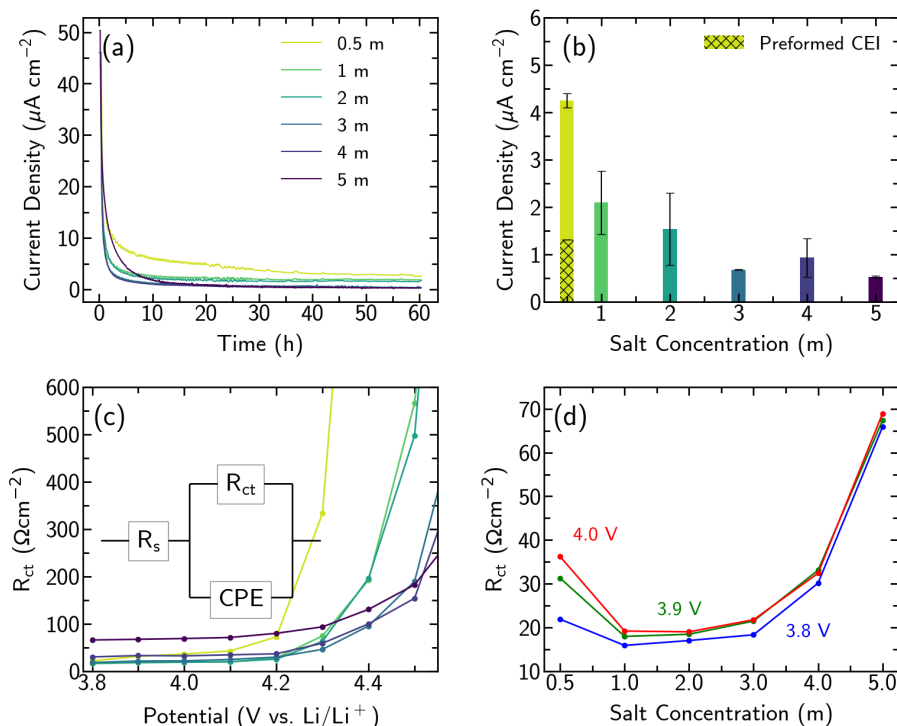 (a)
0.5 m
1 m
2 m
3 m
4 m
5 m
50
40
30
20
10
0
Current Density (μA cm−2)
0 10 20 30 40 50 60
Time (h)
(b)
Preformed CEI
6
5
4
3
2
1
0
Current Density (μA cm−2)
1 2 3 4 5
Salt Concentration (m)
(c)
600
500
400
300
200
100
0
Rct (Ωcm−2)
Rct
Rs
CPE
3.8 4.0 4.2 4.4
Potential (V vs. Li/Li+)
(d)
70
60
50
40
30
20
10
Rct (Ωcm−2)
4.0 V
3.9 V
3.8 V
0.5 1.0 2.0 3.0 4.0 5.0
Salt Concentration (m)